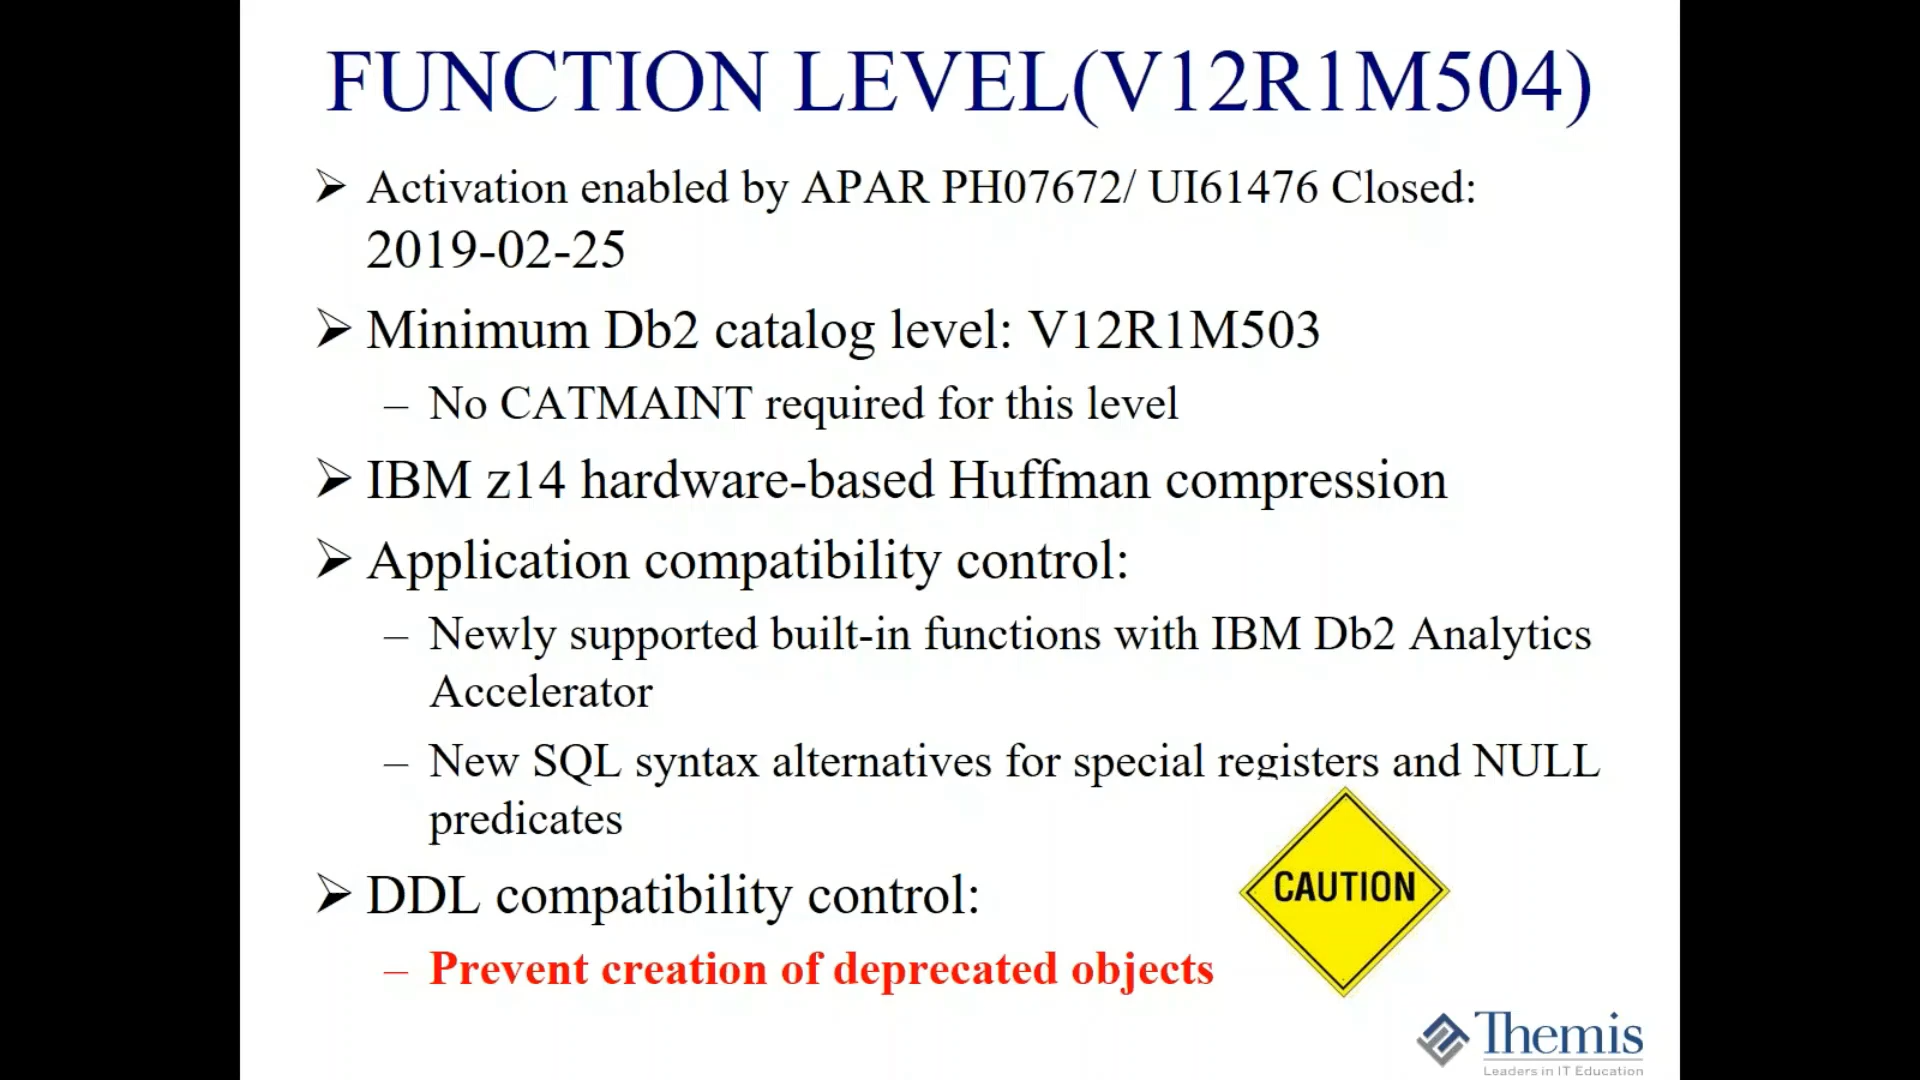 FUNCTION LEVEL(V12R1M504)
➢ Activation enabled by APAR PH07672/ UI61476 Closed:
2019-02-25
➢ Minimum Db2 catalog level: V12R1M503
– No CATMAINT required for this level
➢ IBM z14 hardware-based Huffman compression
➢ Application compatibility control:
– Newly supported built-in functions with IBM Db2 Analytics
Accelerator
– New SQL syntax alternatives for special registers and NULL
predicates
➢ DDL compatibility control:
– Prevent creation of deprecated objects
CAUTION
Themis
Leaders in IT Education